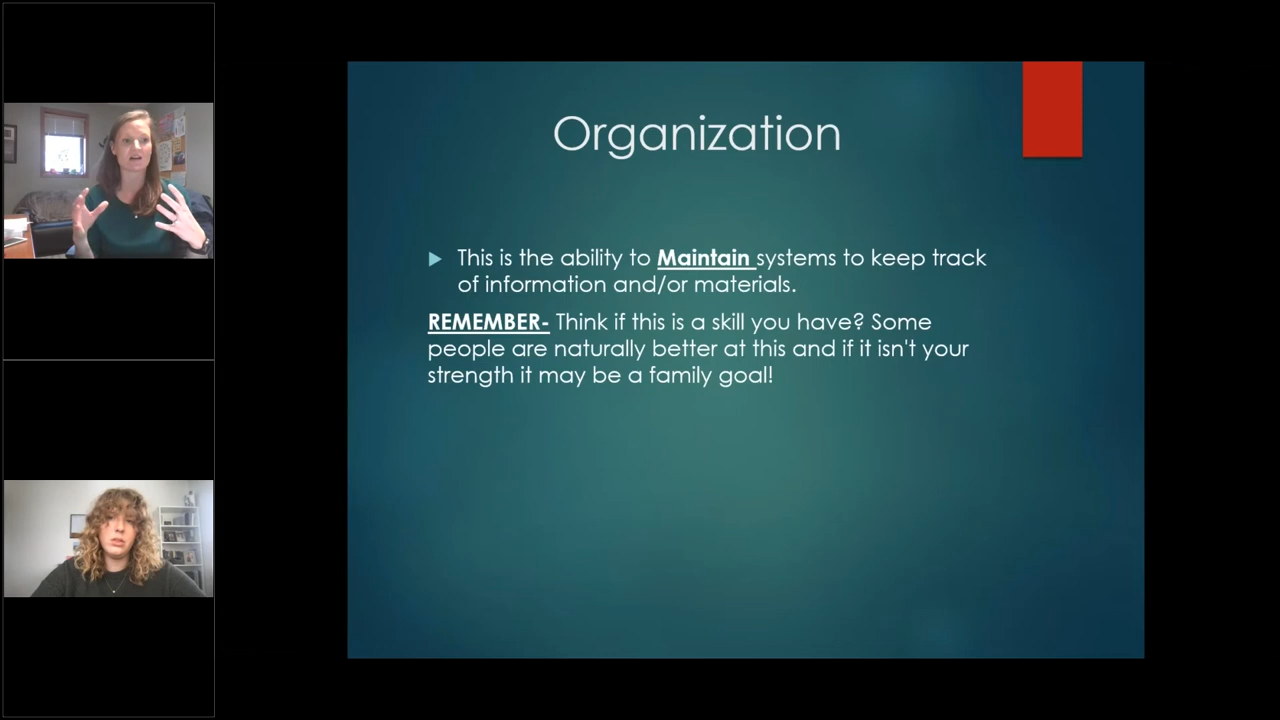 Organization
This is the ability to Maintain systems to keep track
of information and/or materials.
REMEMBER- Think if this is a skill you have? Some
people are naturally better at this and if it isn't your
strength it may be a family goal!